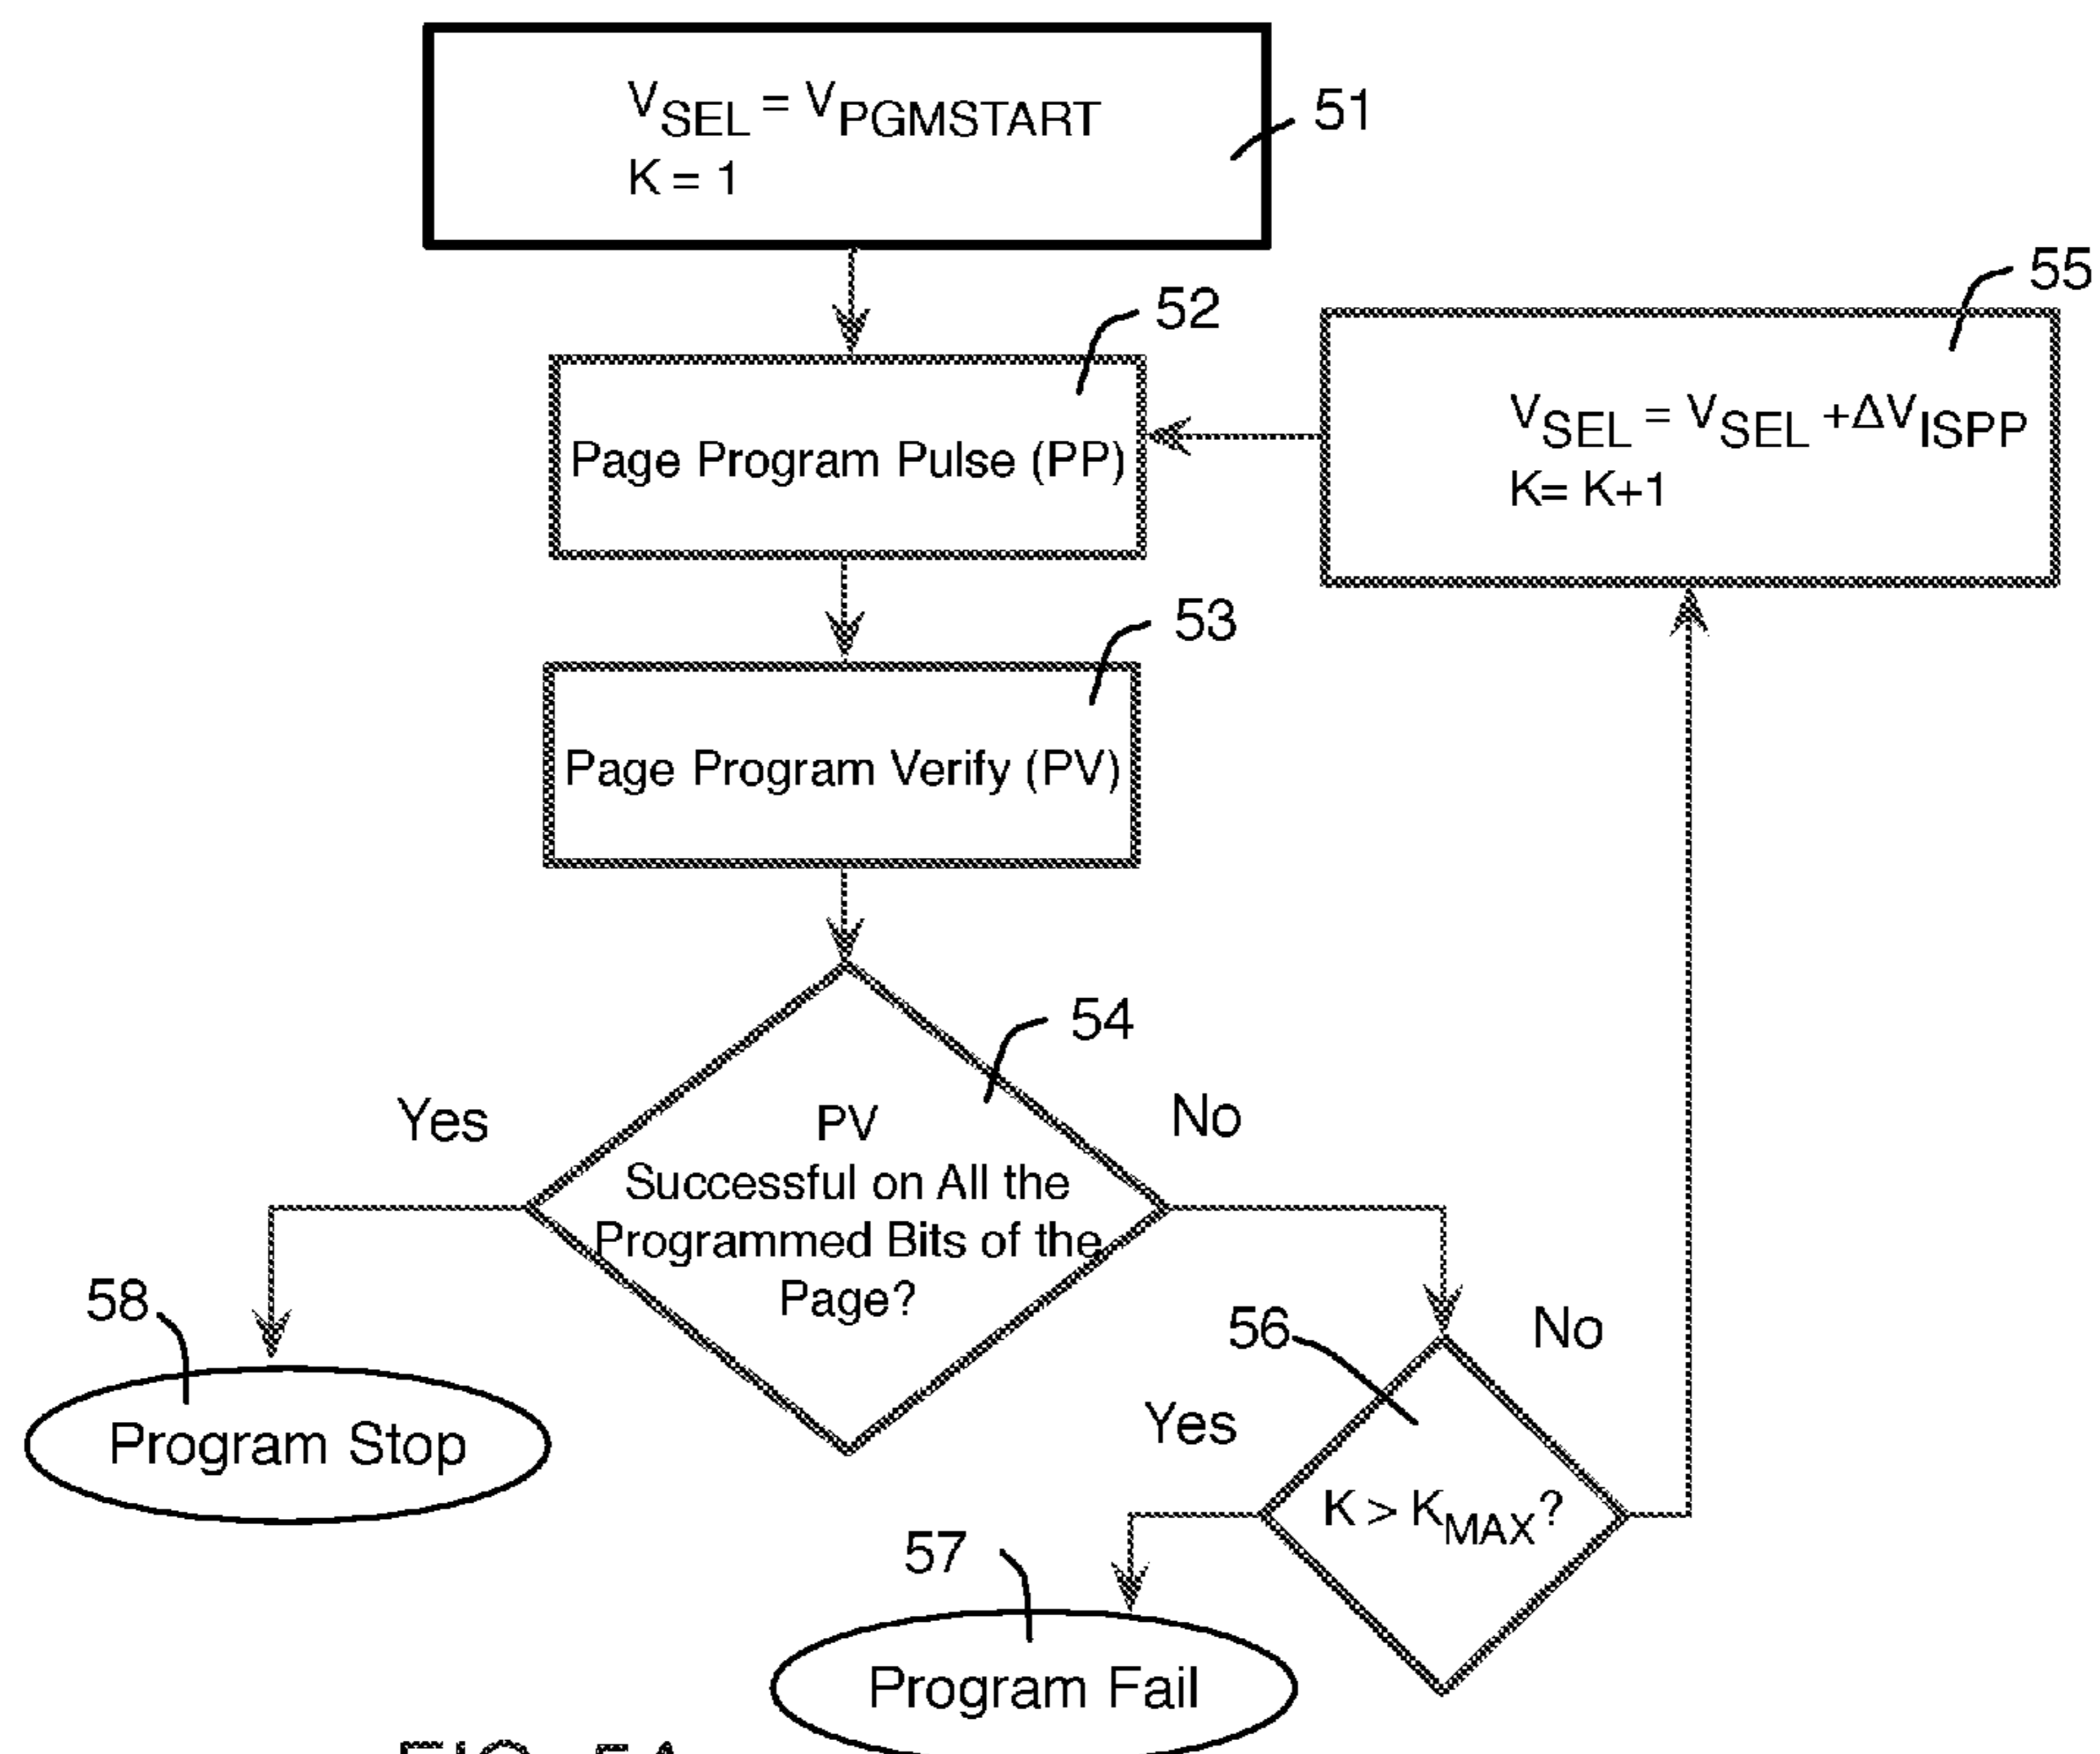 VSEL = VPGMSTART
K = 1
51
52
55
Page Program Pulse (PP)
VSEL = VSEL +ΔVISPP
K= K+1
53
Page Program Verify (PV)
54
Yes
No
PV
Successful on All the
Programmed Bits of the
Page?
58
Program Stop
56
No
Yes
K > KMAX?
57
Program Fail
FIG. 5A